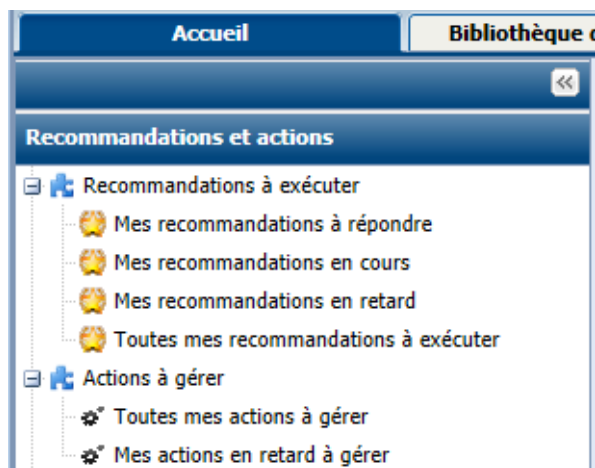 Accueil Bibliothèque
Recommandations et actions
Recommandations à exécuter
Mes recommandations à répondre
Mes recommandations en cours
Mes recommandations en retard
Toutes mes recommandations à exécuter
Actions à gérer
Toutes mes actions à gérer
Mes actions en retard à gérer